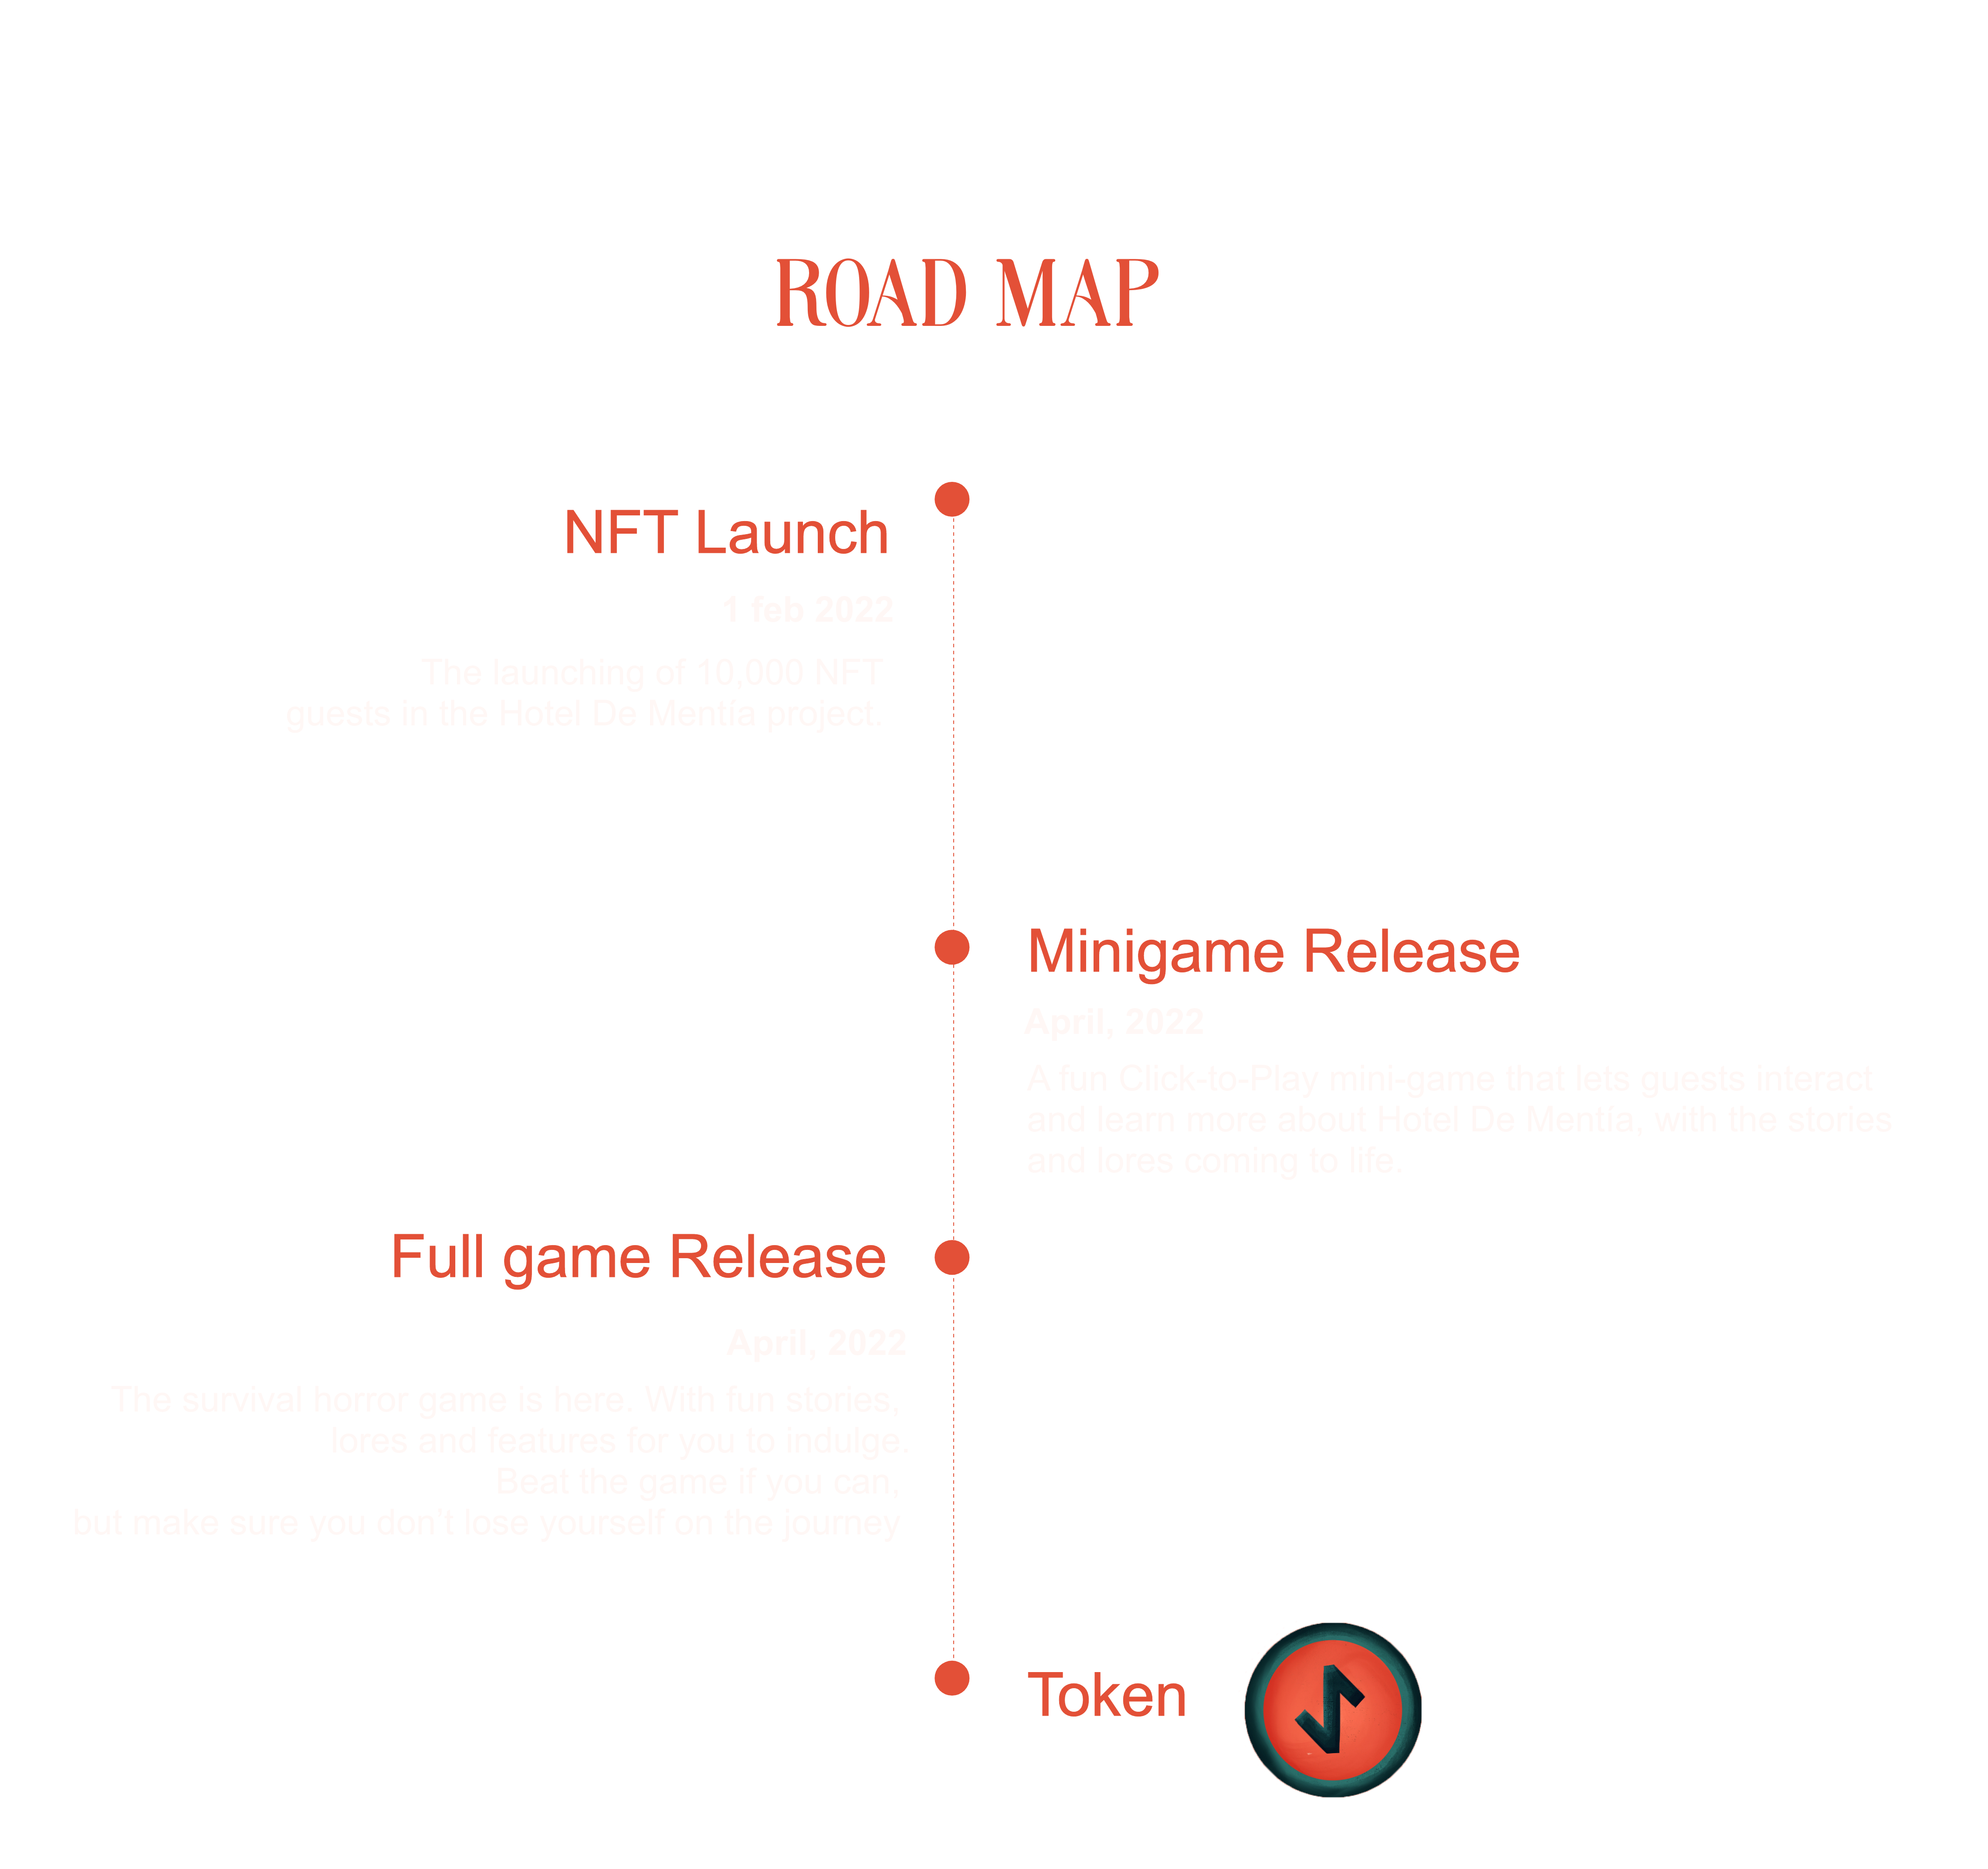 ROAD MAP
NFT Launch
1 feb 2022
The launching of 10,000 NFT
guests in the Hotel De Mentía project.
Minigame Release
April, 2022
A fun Click-to-Play mini-game that lets guests interact
and learn more about Hotel De Mentía, with the stories
and lores coming to life.
Full game Release
April, 2022
The survival horror game is here. With fun stories,
lores and features for you to indulge.
Beat the game if you can,
but make sure you don’t lose yourself on the journey
Token